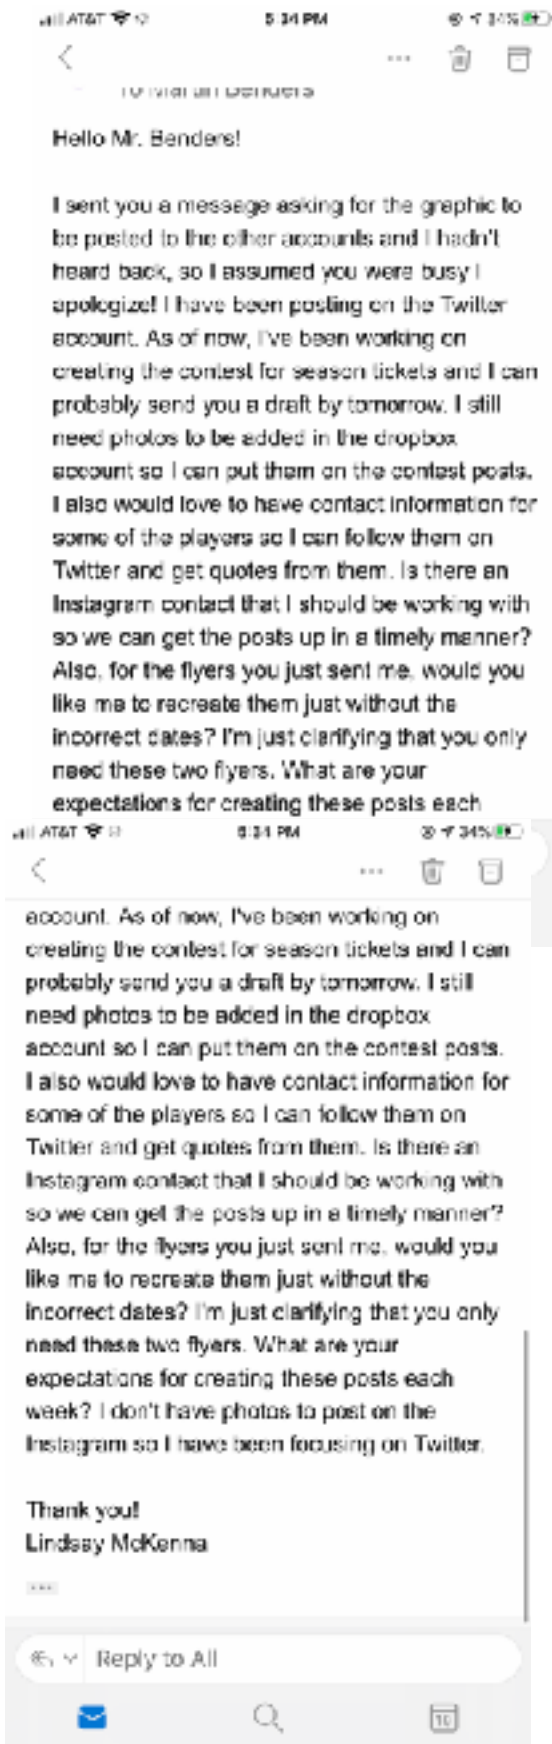 AT&T
5:34 PM
34%
To Martin Benders
Hello Mr. Benders!
I sent you a message asking for the graphic to
be posted to the other accounts and I hadn't
heard back, so I assumed you were busy I
apologize! I have been posting on the Twitter
account. As of now, I've been working on
creating the contest for season tickets and I can
probably send you a draft by tomorrow. I still
need photos to be added in the dropbox
account so I can put them on the contest posts.
I also would love to have contact information for
some of the players so I can follow them on
Twitter and get quotes from them. Is there an
Instagram contact that I should be working with
so we can get the posts up in a timely manner?
Also, for the flyers you just sent me, would you
like me to recreate them just without the
incorrect dates? I'm just clarifying that you only
need these two flyers. What are your
expectations for creating these posts each
AT&T
5:34 PM
34%
account. As of now, I've been working on
creating the contest for season tickets and I can
probably send you a draft by tomorrow. I still
need photos to be added in the dropbox
account so I can put them on the contest posts.
I also would love to have contact information for
some of the players so I can follow them on
Twitter and get quotes from them. Is there an
Instagram contact that I should be working with
so we can get the posts up in a timely manner?
Also, for the flyers you just sent me, would you
like me to recreate them just without the
incorrect dates? I'm just clarifying that you only
need these two flyers. What are your
expectations for creating these posts each
week? I don't have photos to post on the
Instagram so I have been focusing on Twitter.
Thank you!
Lindsay McKenna
Reply to All
10